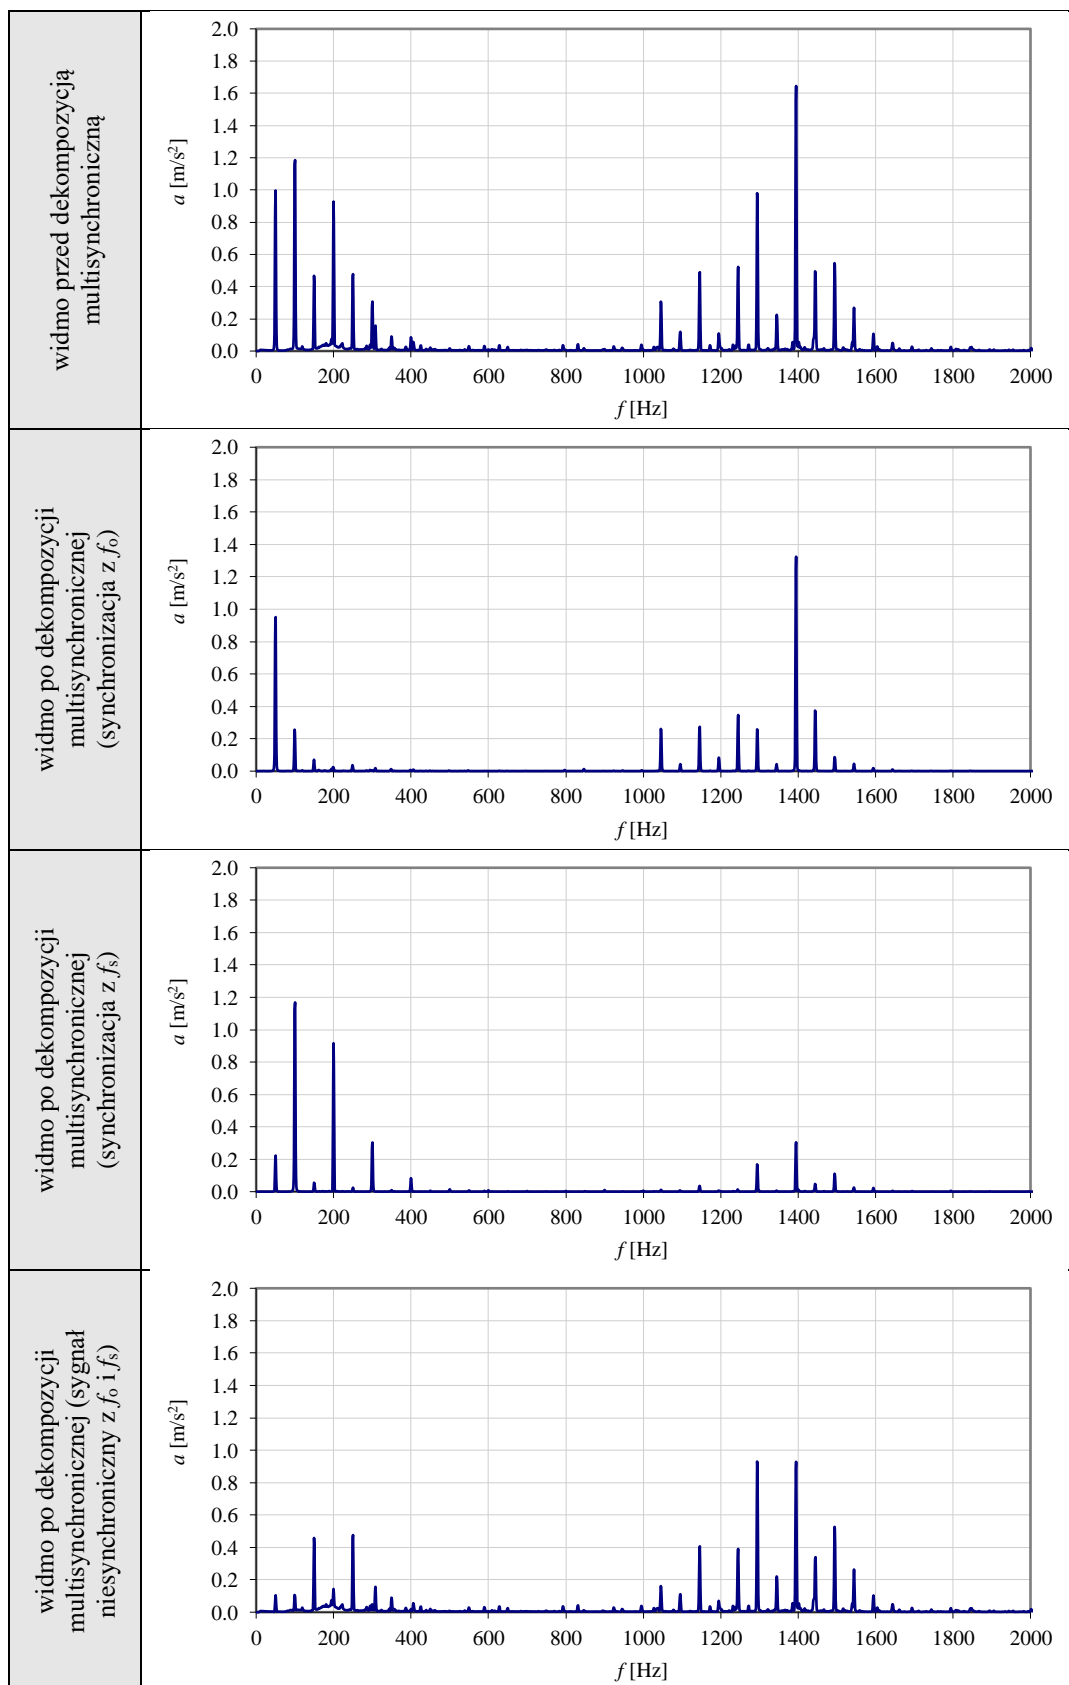 widmo przed dekompozycją
multisynchroniczną
2.0
1.8
1.6
1.4
1.2
1.0
0.8
0.6
0.4
0.2
0.0
a [m/s²]
0 200 400 600 800 1000 1200 1400 1600 1800 2000
f [Hz]
widmo po dekompozycji
multisynchronicznej
(synchronizacja z fo)
2.0
1.8
1.6
1.4
1.2
1.0
0.8
0.6
0.4
0.2
0.0
a [m/s²]
0 200 400 600 800 1000 1200 1400 1600 1800 2000
f [Hz]
widmo po dekompozycji
multisynchronicznej
(synchronizacja z fs)
2.0
1.8
1.6
1.4
1.2
1.0
0.8
0.6
0.4
0.2
0.0
a [m/s²]
0 200 400 600 800 1000 1200 1400 1600 1800 2000
f [Hz]
widmo po dekompozycji
multisynchronicznej (sygnał
niesynchroniczny z fo i fs)
2.0
1.8
1.6
1.4
1.2
1.0
0.8
0.6
0.4
0.2
0.0
a [m/s²]
0 200 400 600 800 1000 1200 1400 1600 1800 2000
f [Hz]